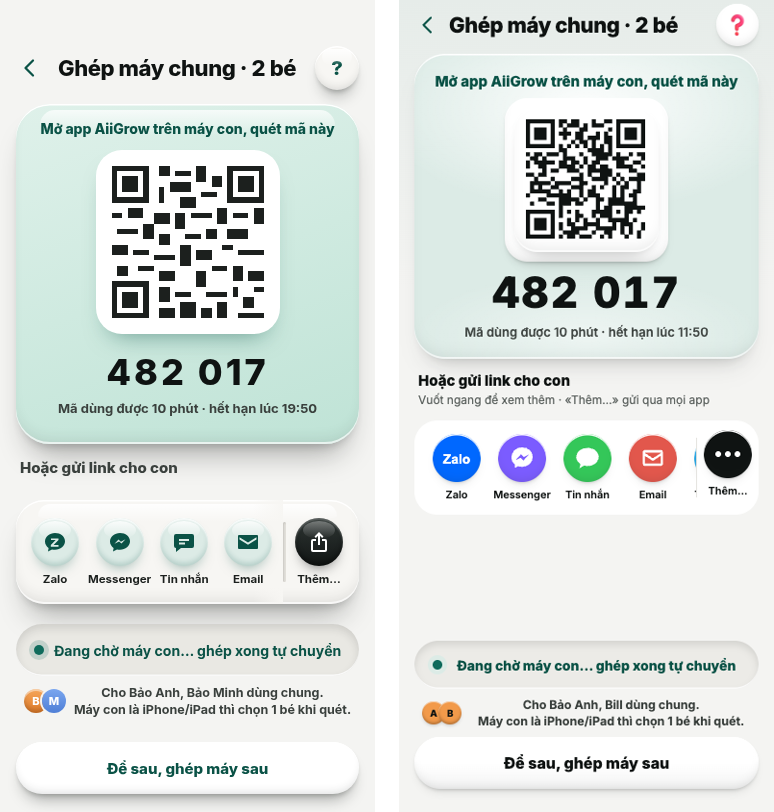 Ghép máy chung · 2 bé
?
Mở app AiiGrow trên máy con, quét mã này
482 017
Mã dùng được 10 phút · hết hạn lúc 19:50
Hoặc gửi link cho con
Z
Zalo
Messenger
Tin nhắn
Email
Thêm...
Đang chờ máy con... ghép xong tự chuyển
B
M
Cho Bảo Anh, Bảo Minh dùng chung.
Máy con là iPhone/iPad thì chọn 1 bé khi quét.
Để sau, ghép máy sau
Ghép máy chung · 2 bé
?
Mở app AiiGrow trên máy con, quét mã này
482 017
Mã dùng được 10 phút · hết hạn lúc 11:50
Hoặc gửi link cho con
Vuốt ngang để xem thêm · «Thêm...» gửi qua mọi app
Zalo
Zalo
Messenger
Tin nhắn
Email
Thêm...
Đang chờ máy con... ghép xong tự chuyển
A
B
Cho Bảo Anh, Bill dùng chung.
Máy con là iPhone/iPad thì chọn 1 bé khi quét.
Để sau, ghép máy sau